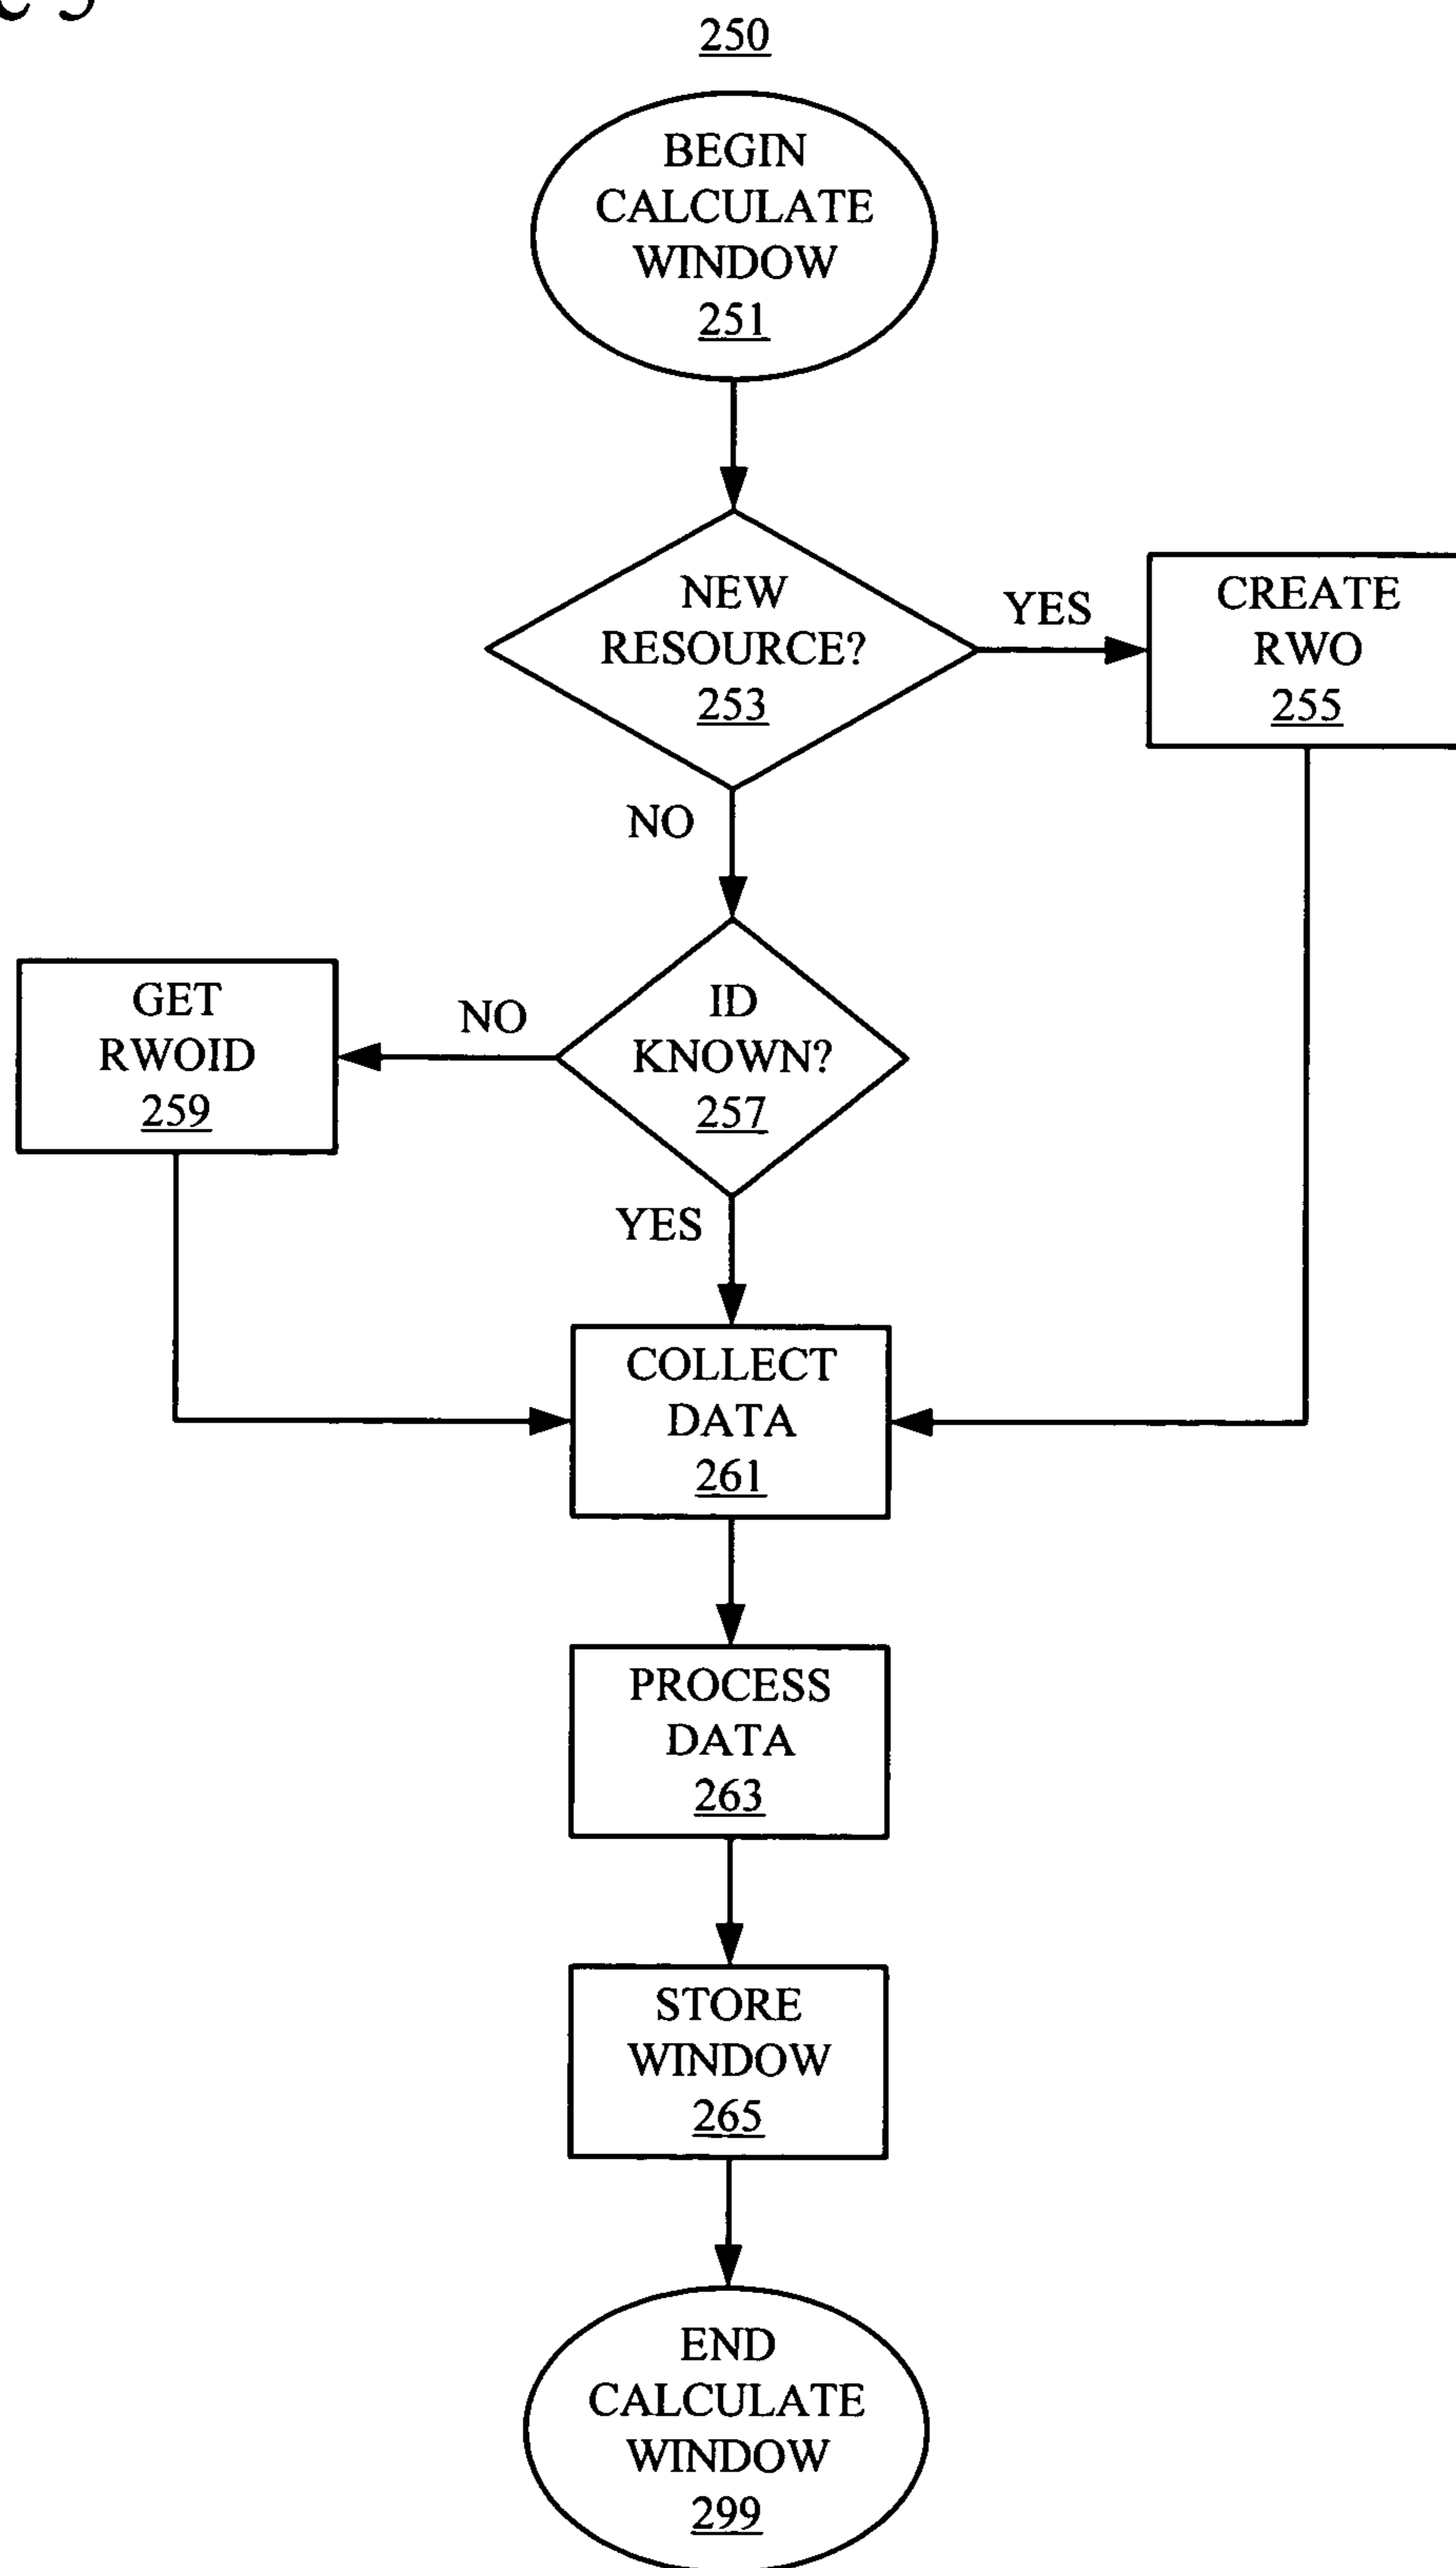 250
BEGIN
CALCULATE
WINDOW
251
NEW
RESOURCE?
253
YES
CREATE
RWO
255
NO
ID
KNOWN?
257
NO
GET
RWOID
259
YES
COLLECT
DATA
261
PROCESS
DATA
263
STORE
WINDOW
265
END
CALCULATE
WINDOW
299